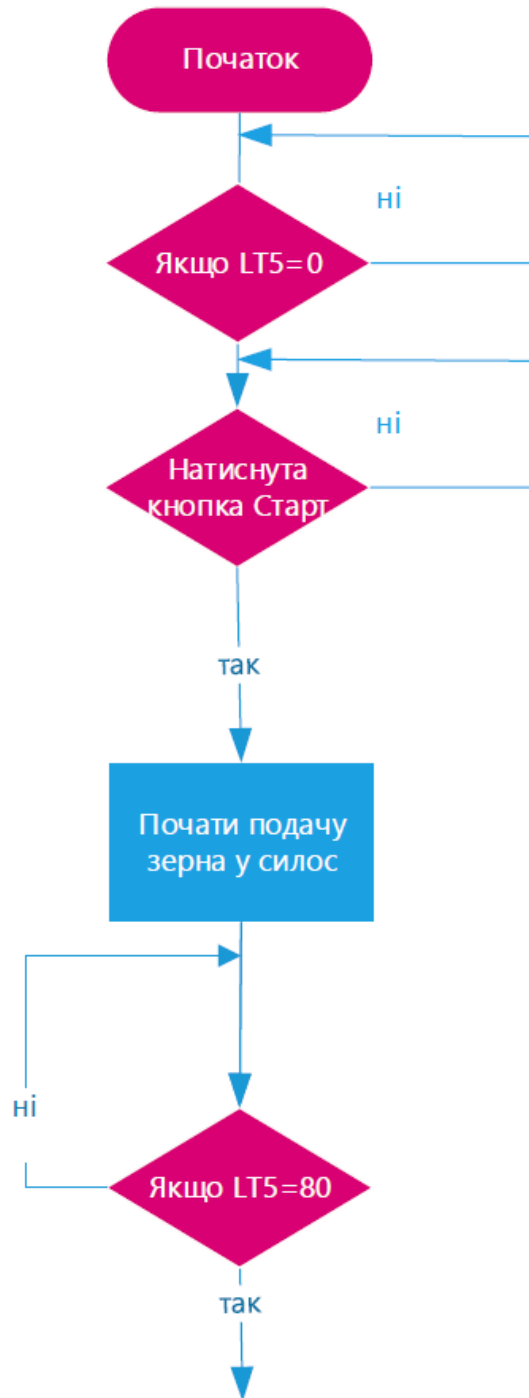 Початок
ні
Якщо LT5=0
ні
Натиснута
кнопка Старт
так
Почати подачу
зерна у силос
ні
Якщо LT5=80
так